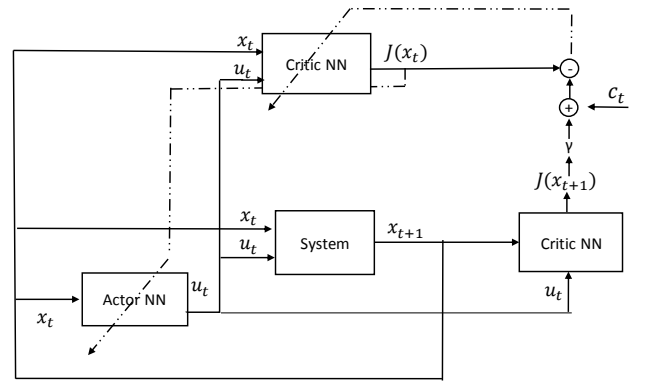 x_t
Critic NN
J(x_t)
u_t
-
c_t
+
γ
J(x_{t+1})
x_t
System
x_{t+1}
Critic NN
u_t
Actor NN
u_t
u_t
x_t